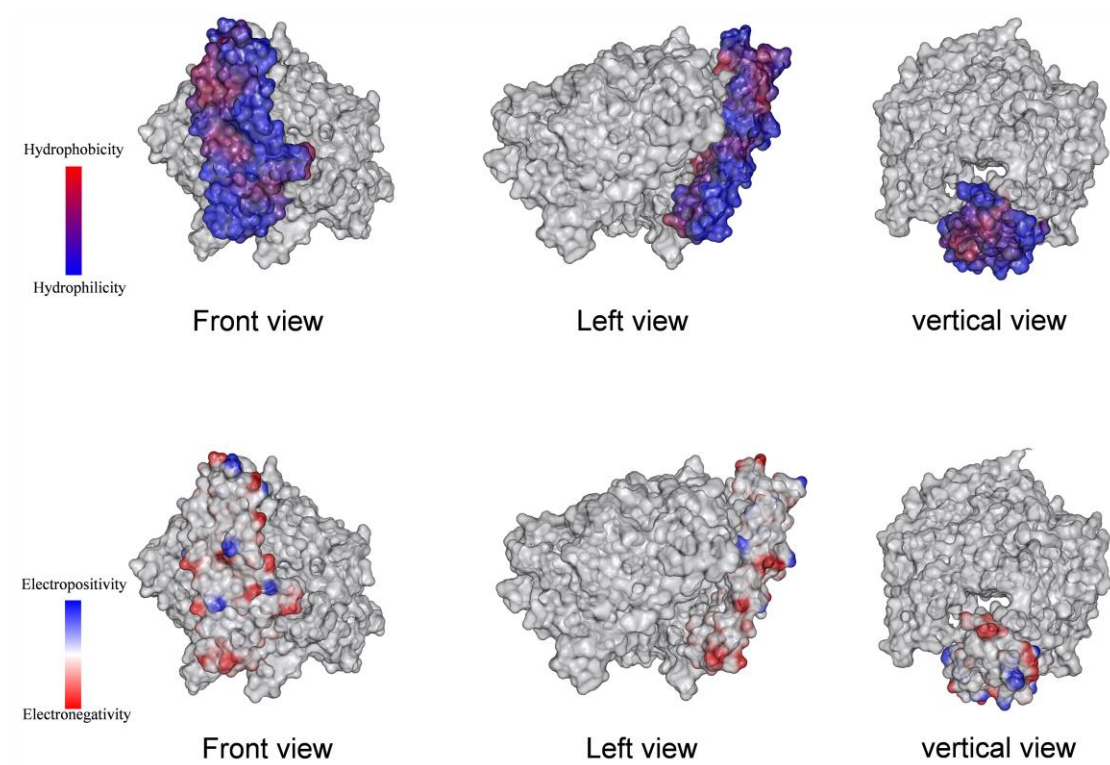 Hydrophobicity
Hydrophilicity
Front view
Left view
vertical view
Electropositivity
Electronegativity
Front view
Left view
vertical view